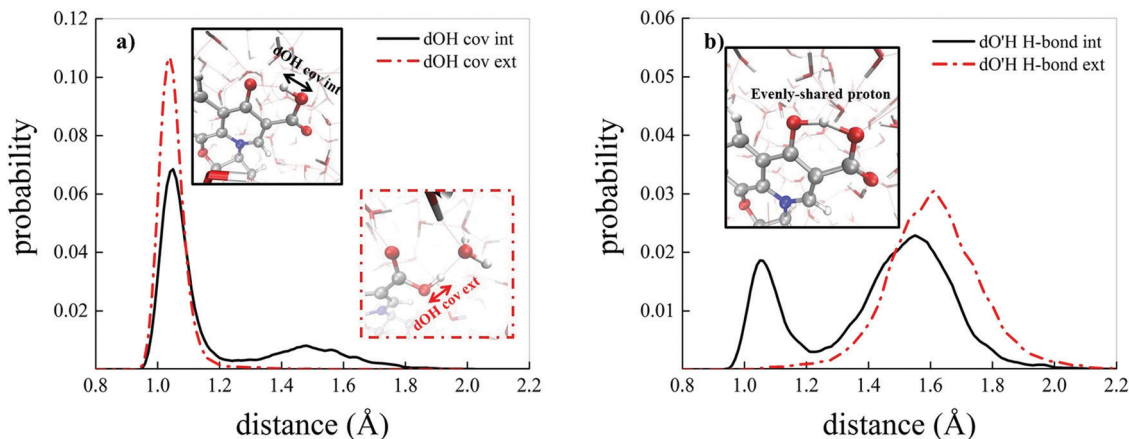 a)
dOH cov int
dOH cov ext
dOH cov int
dOH cov ext
probability
0.12
0.10
0.08
0.06
0.04
0.02
0.8 1.0 1.2 1.4 1.6 1.8 2.0 2.2
distance (Å)
b)
dO'H H-bond int
dO'H H-bond ext
Evenly-shared proton
probability
0.06
0.05
0.04
0.03
0.02
0.01
0.8 1.0 1.2 1.4 1.6 1.8 2.0 2.2
distance (Å)